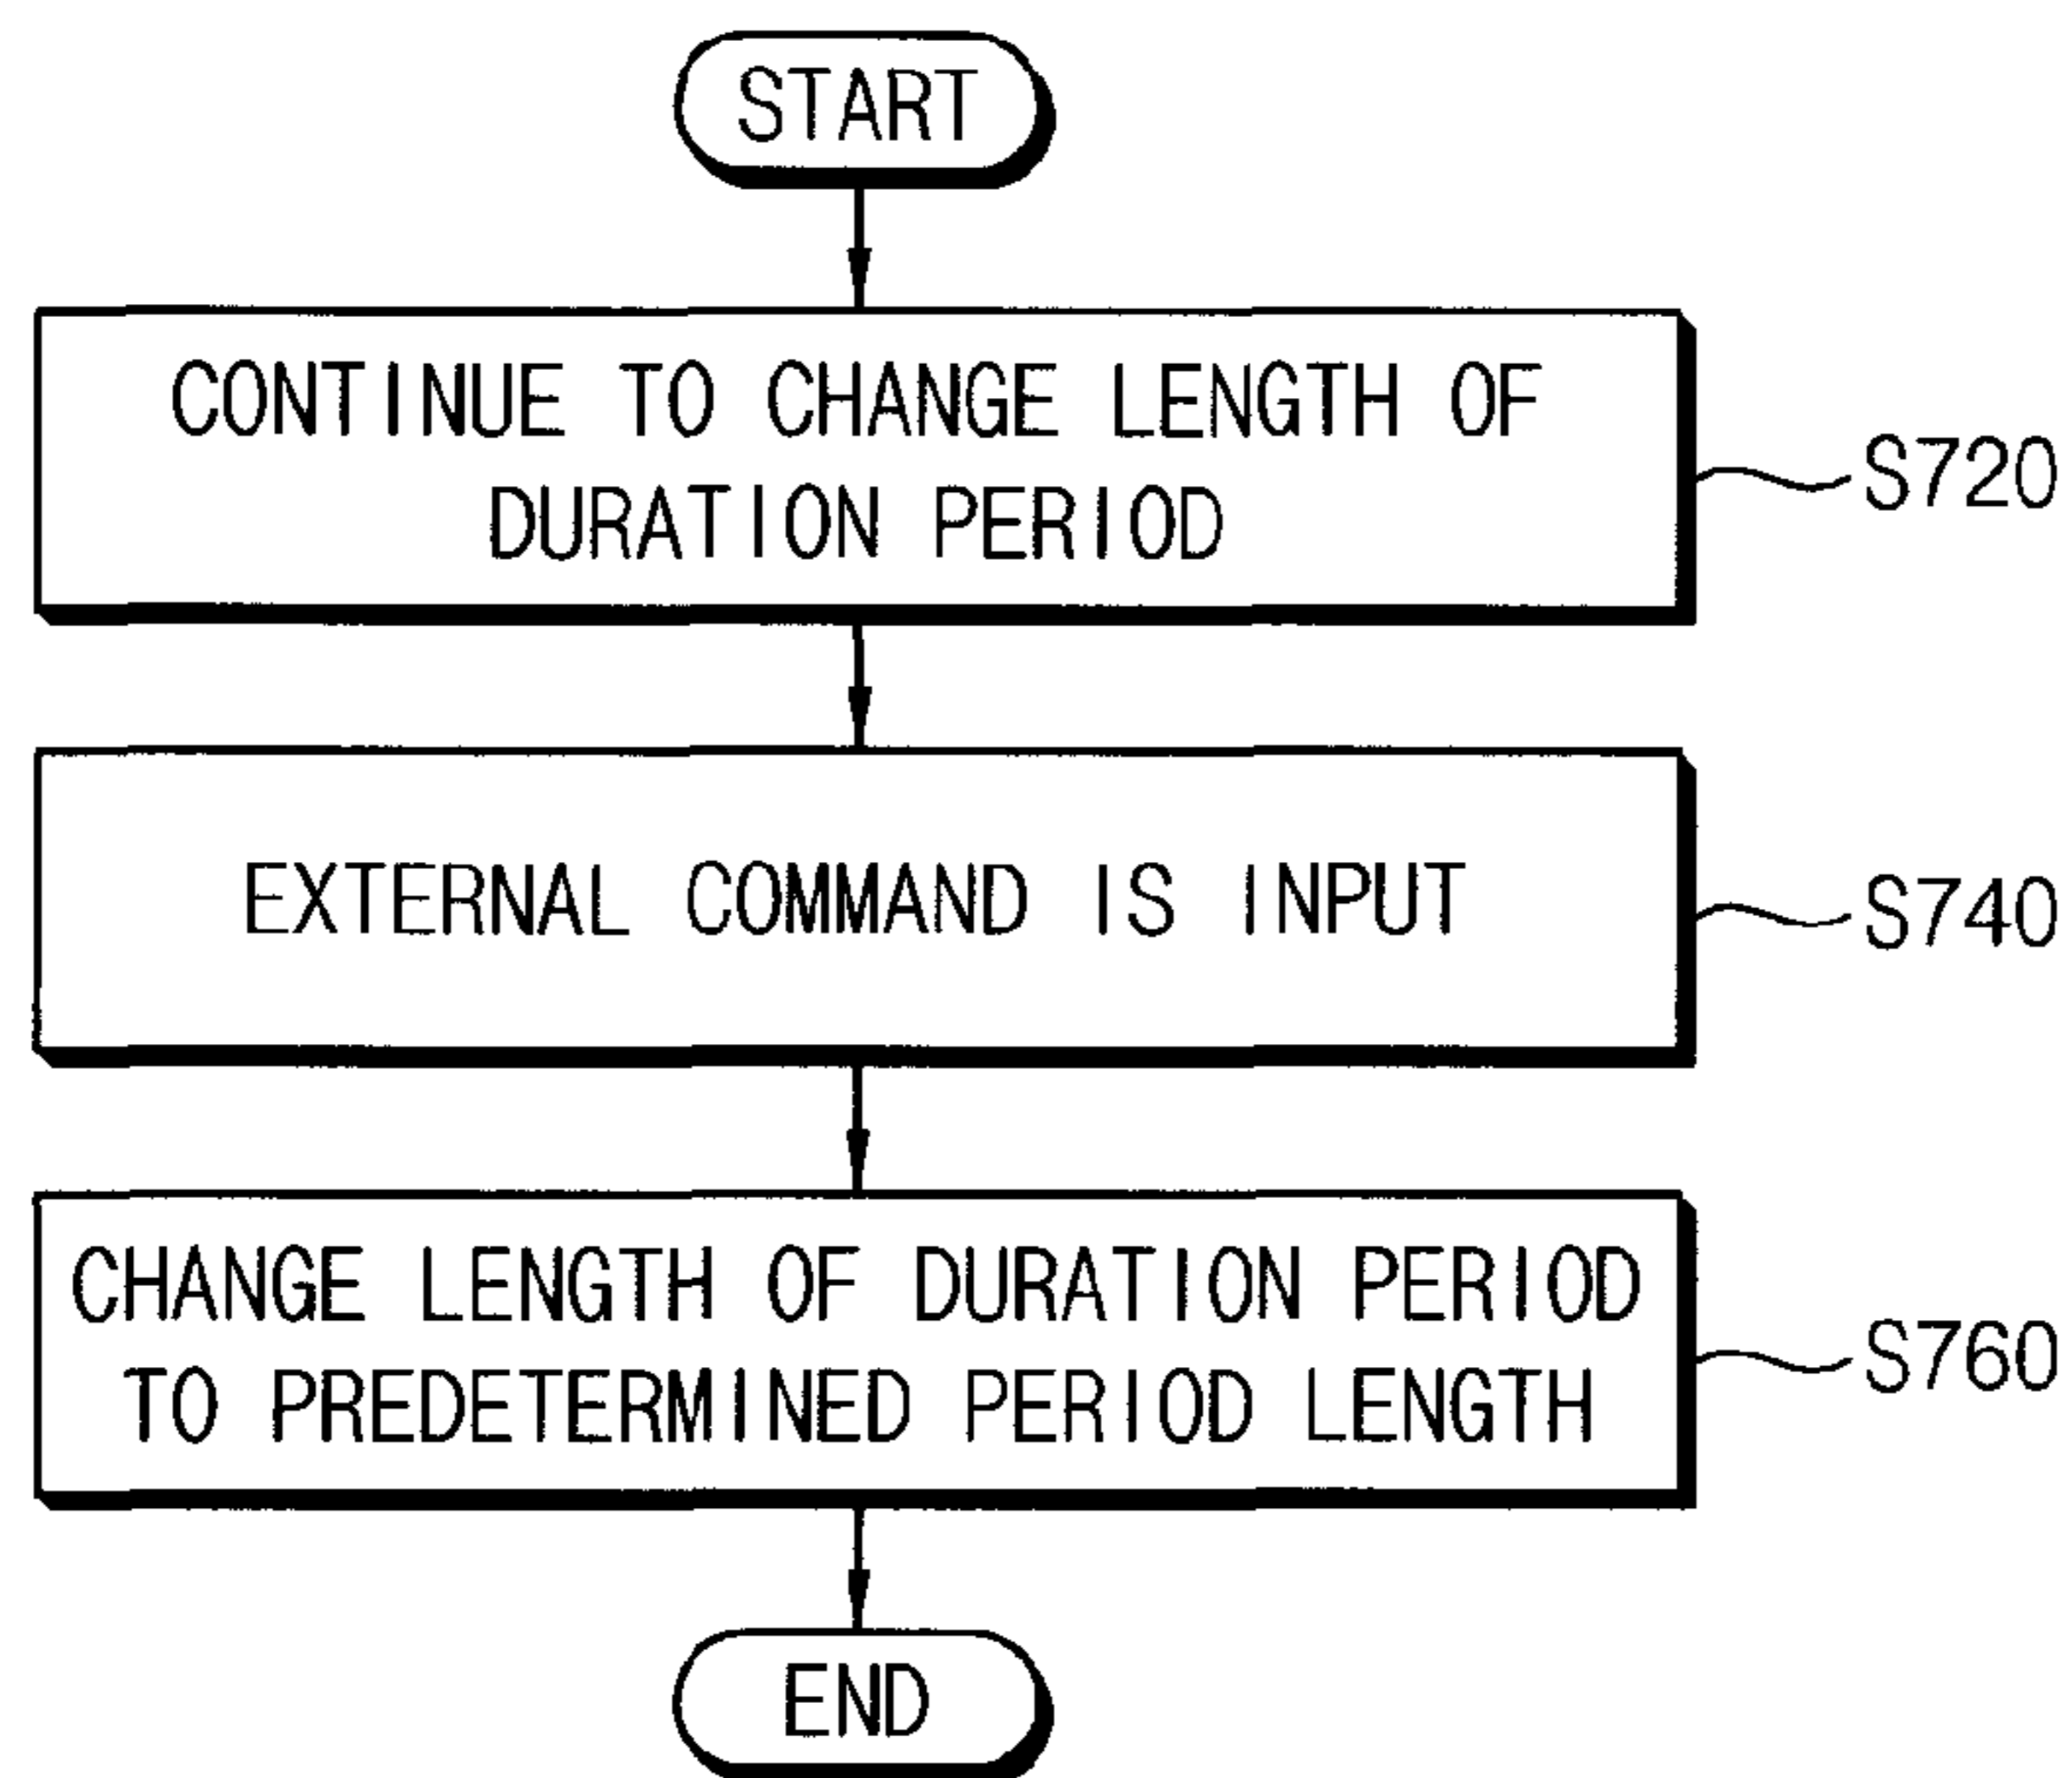 START
CONTINUE TO CHANGE LENGTH OF
DURATION PERIOD
S720
EXTERNAL COMMAND IS INPUT
S740
CHANGE LENGTH OF DURATION PERIOD
TO PREDETERMINED PERIOD LENGTH
S760
END